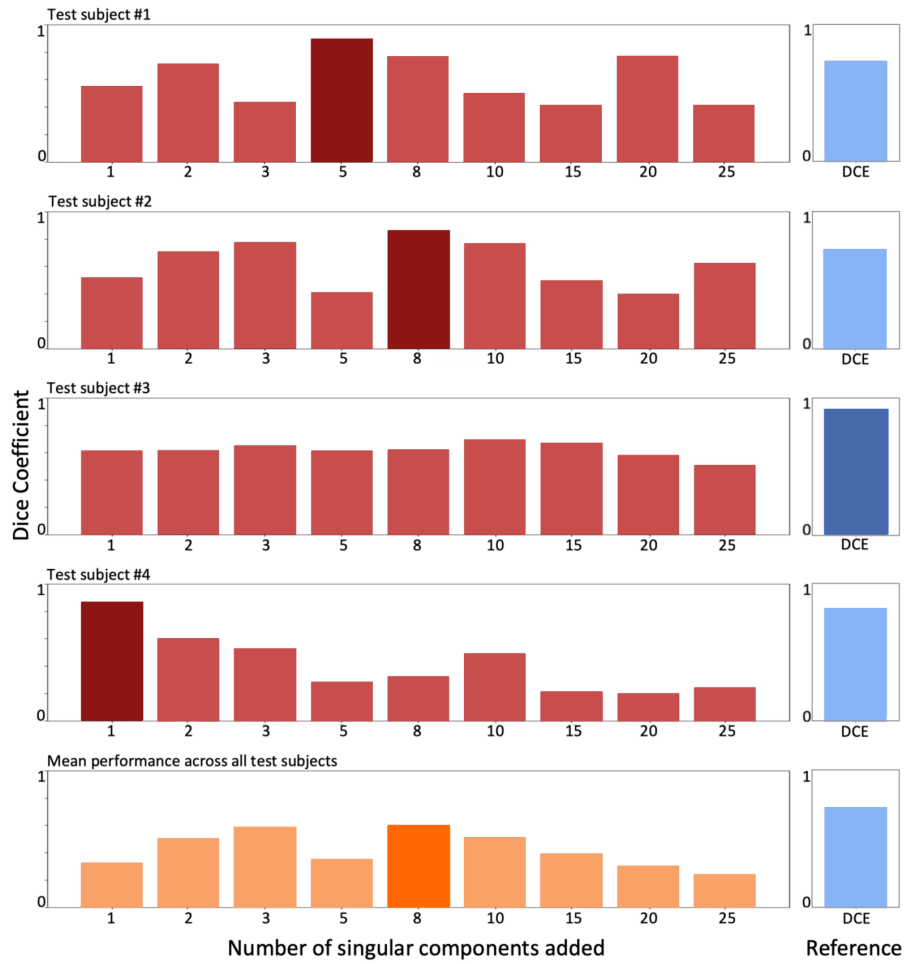 Test subject #1
1
1
0
0
1 2 3 5 8 10 15 20 25
DCE
Test subject #2
1
1
0
0
1 2 3 5 8 10 15 20 25
DCE
Test subject #3
1
1
0
0
1 2 3 5 8 10 15 20 25
DCE
Dice Coefficient
Test subject #4
1
1
0
0
1 2 3 5 8 10 15 20 25
DCE
Mean performance across all test subjects
1
1
0
0
1 2 3 5 8 10 15 20 25
DCE
Number of singular components added
Reference